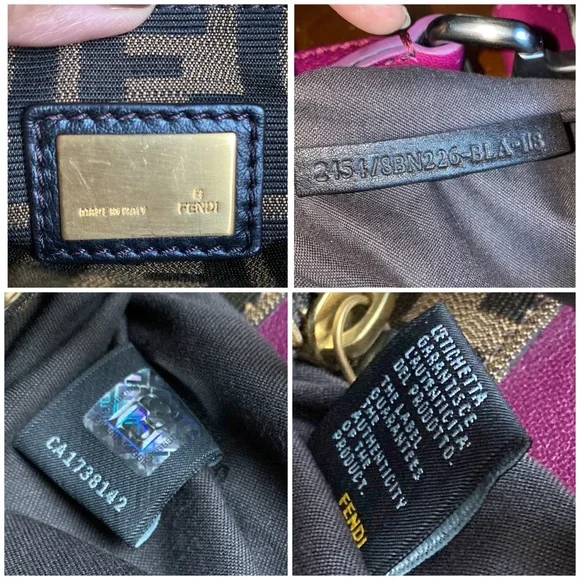 MADE IN ITALY
FENDI
2454/8BN226-BLA-118
CA1738142
L'ETICHETTA
GARANTISCE
L'AUTENTICITÀ
DEL PRODOTTO.
THE LABEL
GUARANTEES
THE
AUTHENTICITY
OF THE
PRODUCT
FENDI